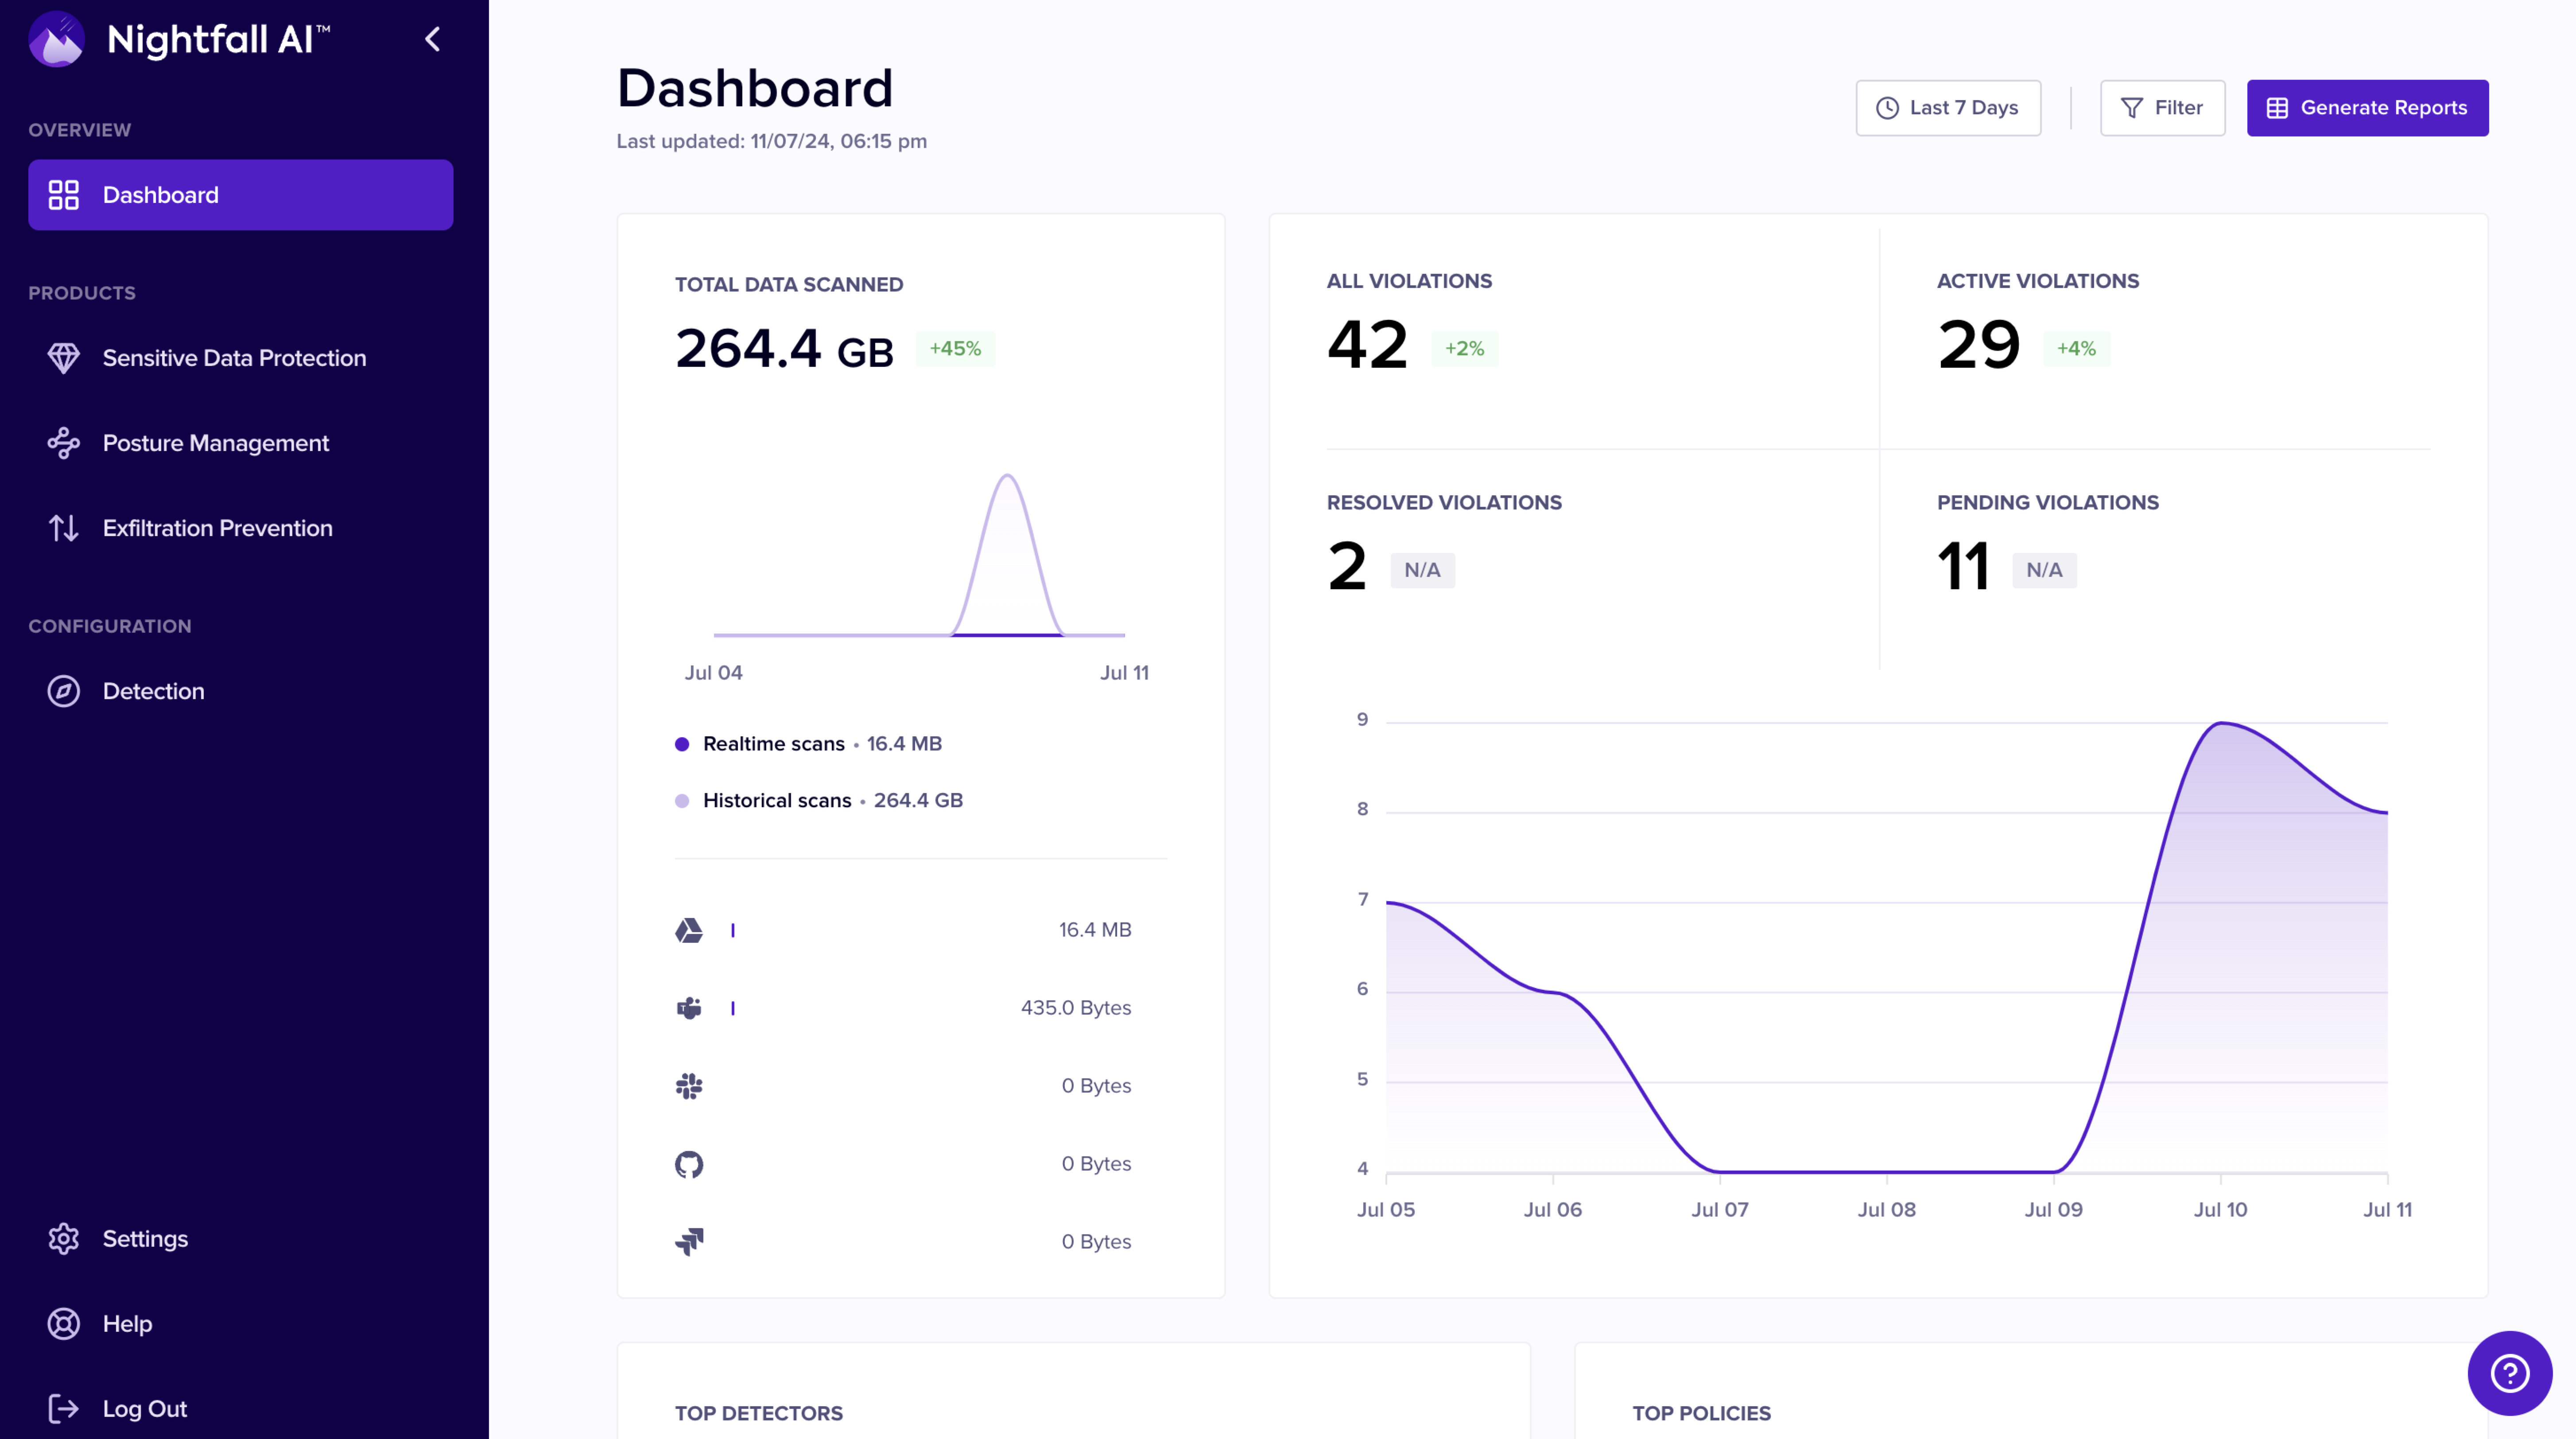 Nightfall AI™
OVERVIEW
Dashboard
PRODUCTS
Sensitive Data Protection
Posture Management
Exfiltration Prevention
CONFIGURATION
Detection
Settings
Help
Log Out
Dashboard
Last updated: 11/07/24, 06:15 pm
Last 7 Days
Filter
Generate Reports
TOTAL DATA SCANNED
264.4 GB +45%
Jul 04 Jul 11
Realtime scans • 16.4 MB
Historical scans • 264.4 GB
16.4 MB
435.0 Bytes
0 Bytes
0 Bytes
0 Bytes
ALL VIOLATIONS
42 +2%
ACTIVE VIOLATIONS
29 +4%
RESOLVED VIOLATIONS
2 N/A
PENDING VIOLATIONS
11 N/A
9
8
7
6
5
4
Jul 05 Jul 06 Jul 07 Jul 08 Jul 09 Jul 10 Jul 11
TOP DETECTORS
TOP POLICIES